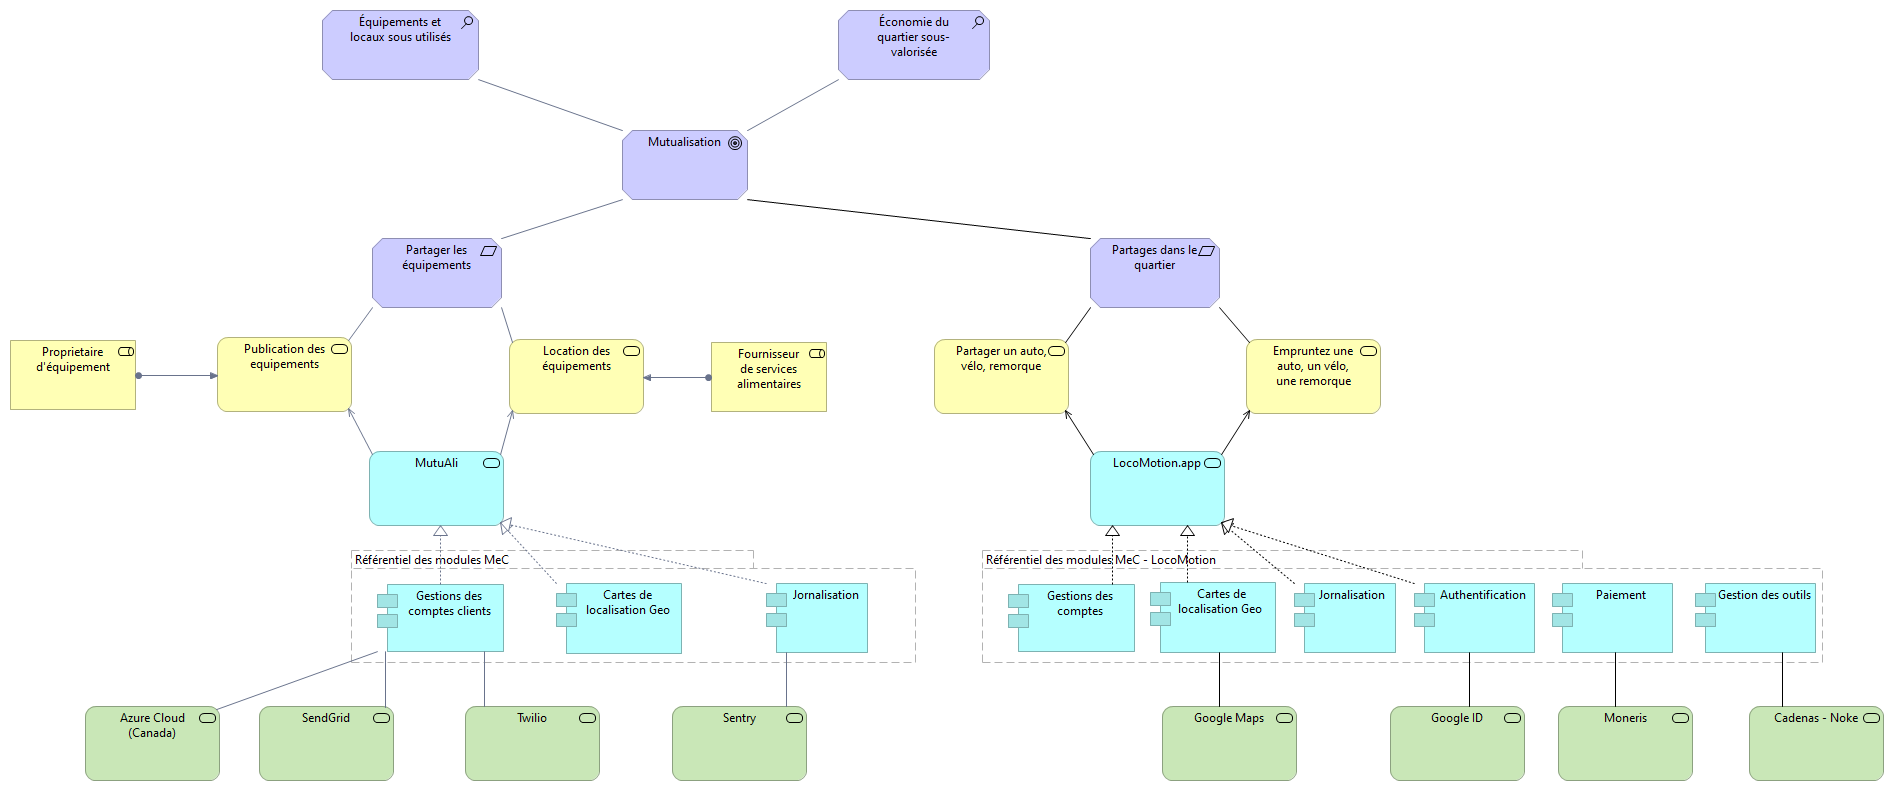 Équipements et
locaux sous utilisés
Économie du
quartier sous-
valorisée
Mutualisation
Partager les
équipements
Partages dans le
quartier
Proprietaire
d'équipement
Publication des
equipements
Location des
équipements
Fournisseur
de services
alimentaires
Partager un auto,
vélo, remorque
Empruntez une
auto, un vélo,
une remorque
MutuAli
LocoMotion.app
Référentiel des modules MeC
Référentiel des modules MeC - LocoMotion
Gestions des
comptes clients
Cartes de
localisation Geo
Jornalisation
Gestions des
comptes
Cartes de
localisation Geo
Jornalisation
Authentification
Paiement
Gestion des outils
Azure Cloud
(Canada)
SendGrid
Twilio
Sentry
Google Maps
Google ID
Moneris
Cadenas - Noke